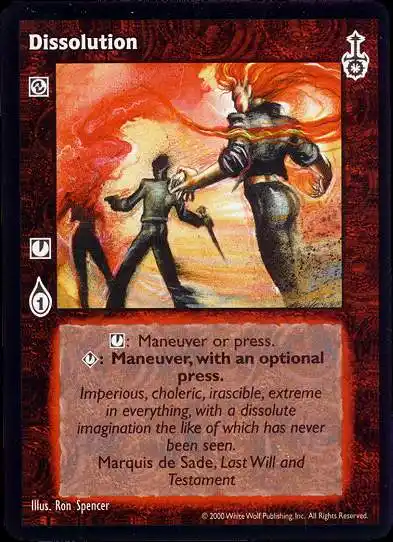 Dissolution
1
: Maneuver or press.
: Maneuver, with an optional
press.
Imperious, choleric, irascible, extreme
in everything, with a dissolute
imagination the like of which has never
been seen.
Marquis de Sade, Last Will and
Testament
Illus. Ron Spencer
© 2000 White Wolf Publishing, Inc. All Rights Reserved.